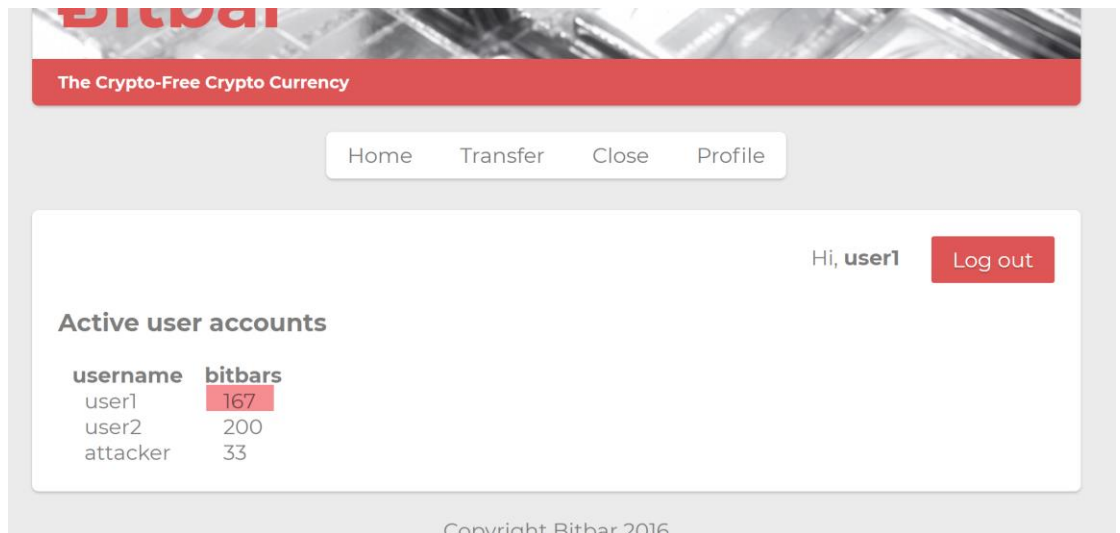 Bitbar
The Crypto-Free Crypto Currency
Home Transfer Close Profile
Hi, user1 Log out
Active user accounts
username bitbars
user1 167
user2 200
attacker 33
Copyright Bitbar 2016